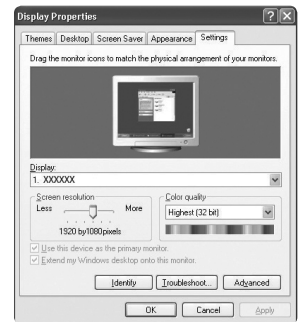 Display Properties
Themes Desktop Screen Saver Appearance Settings
Drag the monitor icons to match the physical arrangement of your monitors.
Display:
1. XXXXXX
Screen resolution
Less More
1920 by1080pixels
Color quality
Highest (32 bit)
Use this device as the primary monitor.
Extend my Windows desktop onto this monitor.
Identify Troubleshoot... Advanced
OK Cancel Apply